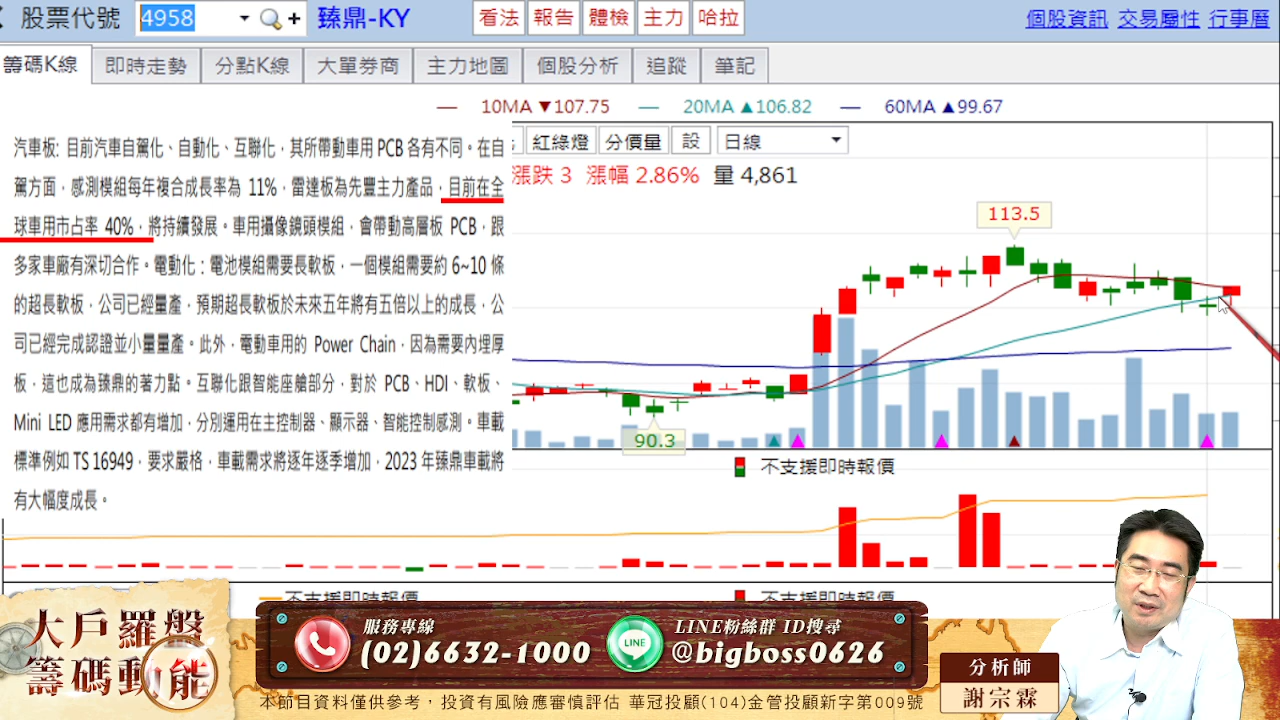 股票代號 4958 臻鼎-KY 看法 報告 體檢 主力 哈拉 個股資訊 交易屬性 行事曆
籌碼K線 即時走勢 分點K線 大單券商 主力地圖 個股分析 追蹤 筆記
10MA ▼107.75 20MA ▲106.82 60MA ▲99.67
紅綠燈 分價量 設 日線
漲跌 3 漲幅 2.86% 量 4,861
汽車板: 目前汽車自駕化、自動化、互聯化，其所帶動車用 PCB 各有不同。在自
駕方面，感測模組每年複合成長率為 11%，雷達板為先豐主力產品，目前在全
球車用市占率 40%，將持續發展。車用攝像鏡頭模組，會帶動高層板 PCB，跟
多家車廠有深切合作。電動化：電池模組需要長軟板，一個模組需要約 6~10 條
的超長軟板，公司已經量產，預期超長軟板於未來五年將有五倍以上的成長，公
司已經完成認證並小量量產。此外，電動車用的 Power Chain，因為需要內埋厚
板，這也成為臻鼎的著力點。互聯化跟智能座艙部分，對於 PCB、HDI、軟板、
Mini LED 應用需求都有增加，分別運用在主控制器、顯示器、智能控制感測。車載
標準例如 TS 16949，要求嚴格，車載需求將逐年逐季增加，2023 年臻鼎車載將
有大幅度成長。
113.5
90.3
不支援即時報價
不支援即時報價 不支援即時報價
大戶羅盤
籌碼動能
服務專線
(02)6632-1000
LINE
LINE粉絲群 ID搜尋
@bigboss0626
分析師
謝宗霖
本節目資料僅供參考，投資有風險應審慎評估 華冠投顧(104)金管投顧新字第009號